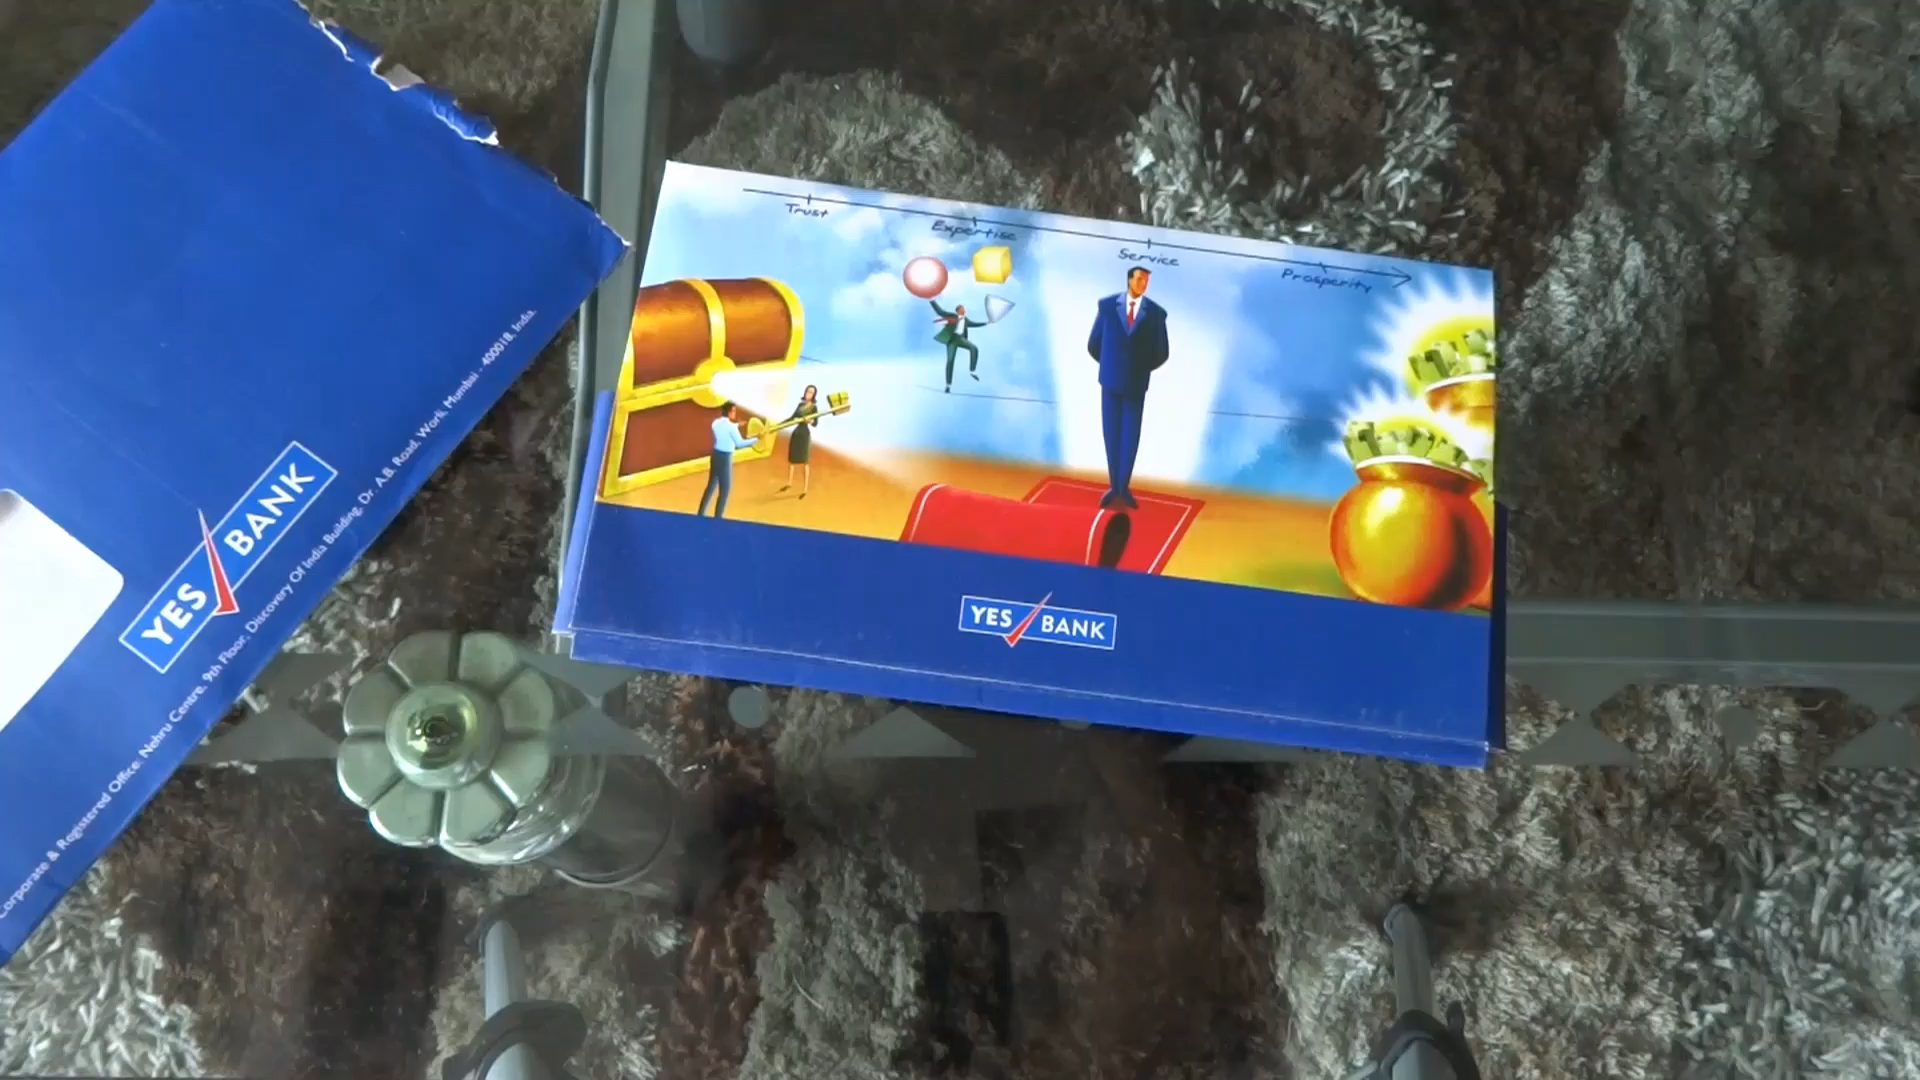 YES BANK
Corporate & Registered Office: Nehru Centre, 9th Floor, Discovery Of India Building, Dr. A.B. Road, Worli, Mumbai - 400018, India.
Trust
Expertise
Service
Prosperity
YES BANK